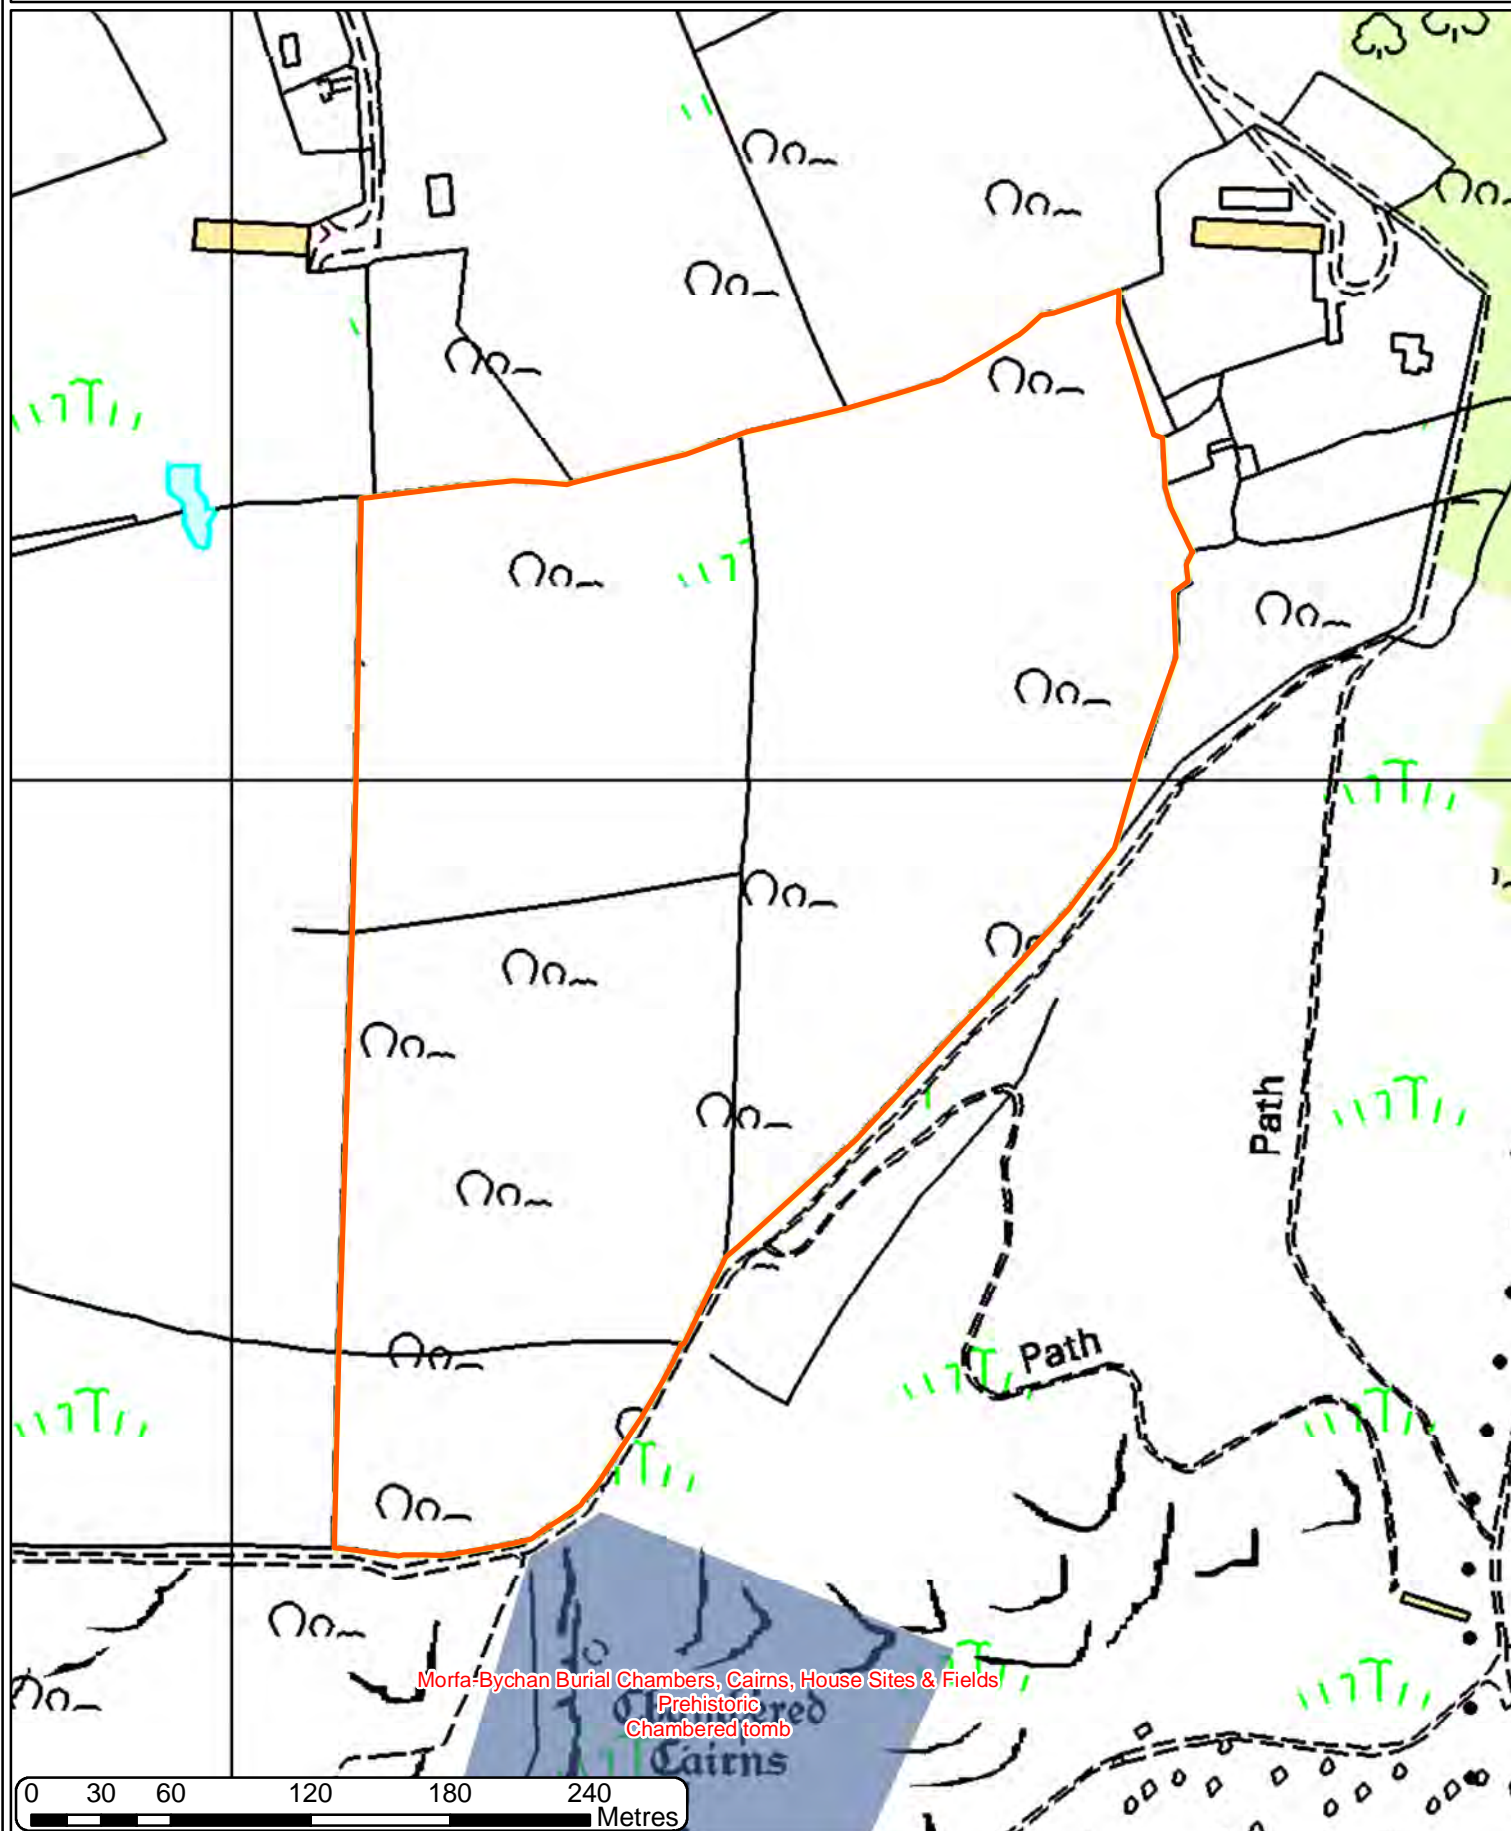 Path
Path
Morfa-Bychan Burial Chambers, Cairns, House Sites & Fields
Prehistoric
Chambered tomb
Chambered
Cairns
0 30 60 120 180 240
Metres